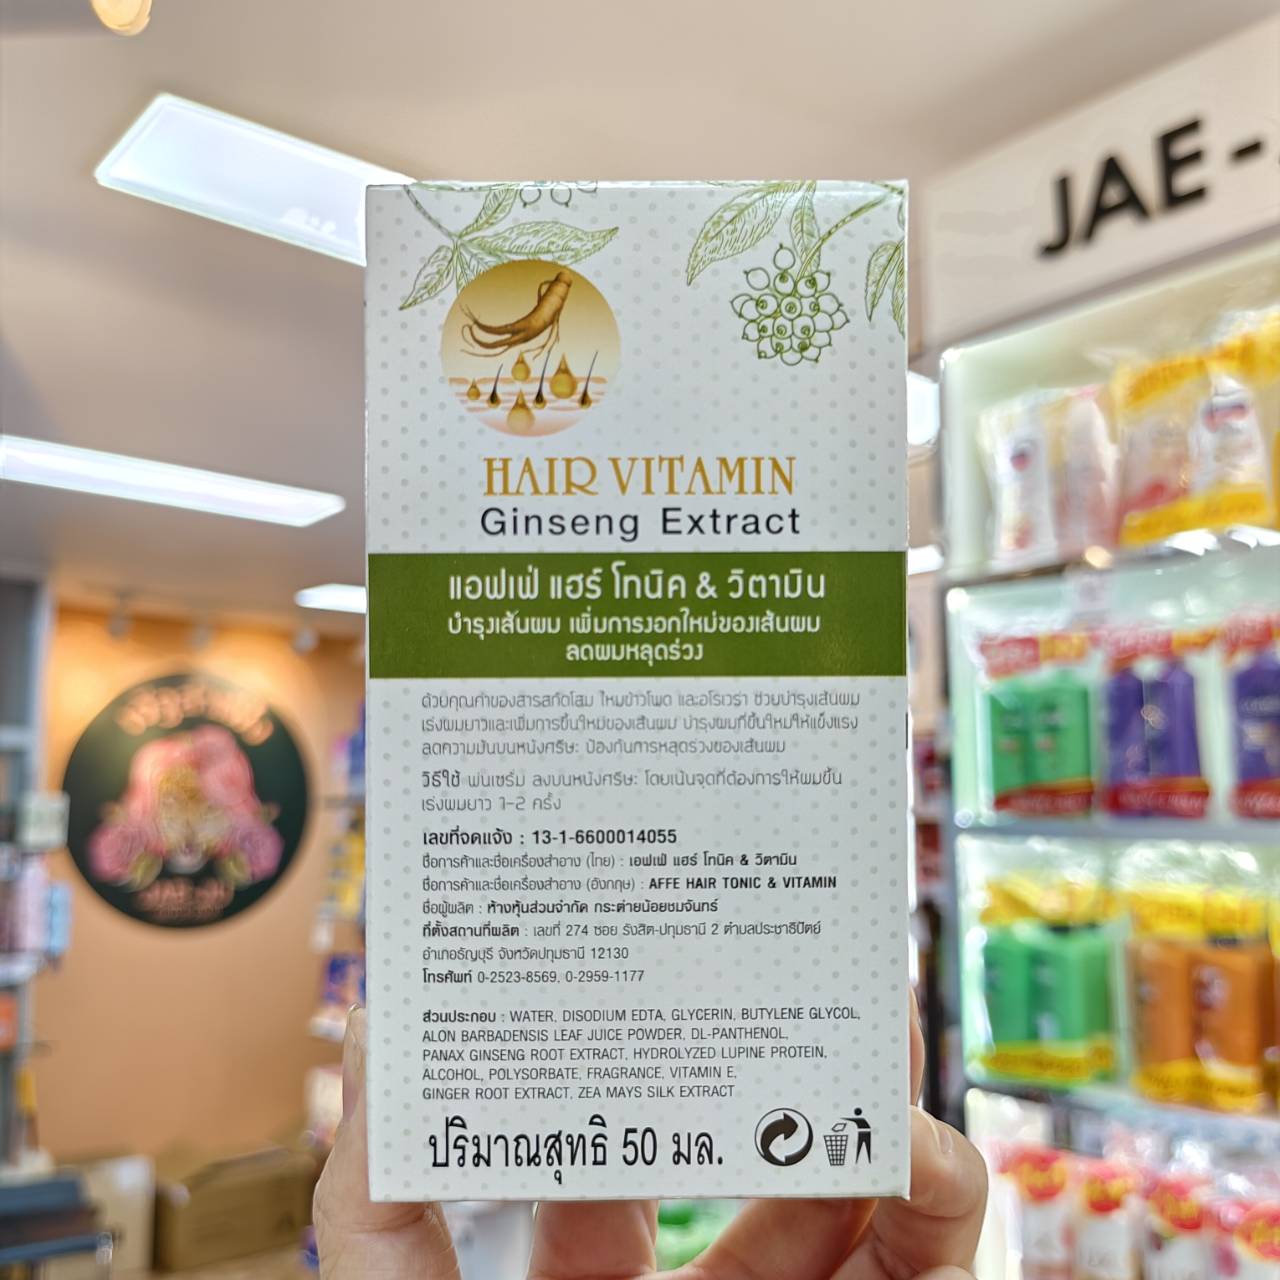 JAE-
HAIR VITAMIN
Ginseng Extract
แอฟเฟ่ แฮร์ โทนิค & วิตามิน
บำรุงเส้นผม เพิ่มการงอกใหม่ของเส้นผม
ลดผมหลุดร่วง
ด้วยคุณค่าของสารสกัดโสม ไหมข้าวโพด และอโรเวร่า ช่วยบำรุงเส้นผม
เร่งผมยาวและเพิ่มการขึ้นใหม่ของเส้นผม บำรุงผมที่ขึ้นใหม่ให้แข็งแรง
ลดความมันบนหนังศรีษะ ป้องกันการหลุดร่วงของเส้นผม
วิธีใช้ พ่นเซรั่ม ลงบนหนังศรีษะ โดยเน้นจุดที่ต้องการให้ผมขึ้น
เร่งผมยาว 1-2 ครั้ง
เลขที่จดแจ้ง : 13-1-6600014055
ชื่อการค้าและชื่อเครื่องสำอาง (ไทย) : เอฟเฟ่ แฮร์ โทนิค & วิตามิน
ชื่อการค้าและชื่อเครื่องสำอาง (อังกฤษ) : AFFE HAIR TONIC & VITAMIN
ชื่อผู้ผลิต : ห้างหุ้นส่วนจำกัด กระต่ายน้อยชมจันทร์
ที่ตั้งสถานที่ผลิต : เลขที่ 274 ซอย รังสิต-ปทุมธานี 2 ตำบลประชาธิปัตย์
อำเภอธัญบุรี จังหวัดปทุมธานี 12130
โทรศัพท์ 0-2523-8569, 0-2959-1177
ส่วนประกอบ : WATER, DISODIUM EDTA, GLYCERIN, BUTYLENE GLYCOL,
ALON BARBADENSIS LEAF JUICE POWDER, DL-PANTHENOL,
PANAX GINSENG ROOT EXTRACT, HYDROLYZED LUPINE PROTEIN,
ALCOHOL, POLYSORBATE, FRAGRANCE, VITAMIN E,
GINGER ROOT EXTRACT, ZEA MAYS SILK EXTRACT
ปริมาณสุทธิ 50 มล.